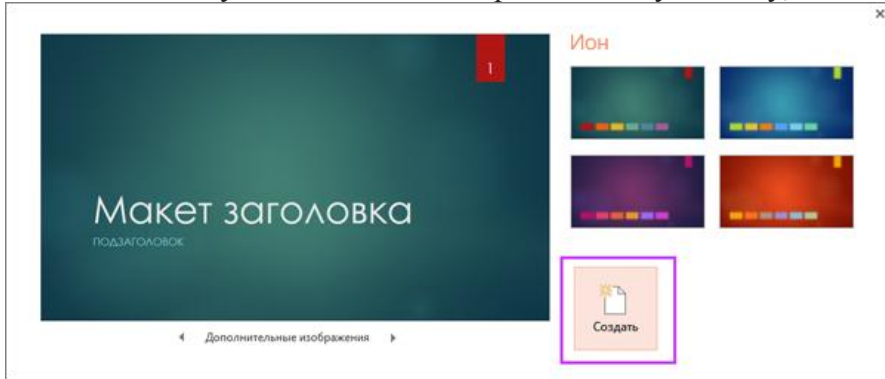 ×
1
Макет заголовка
ПОДЗАГОЛОВОК
Дополнительные изображения
Ион
Создать